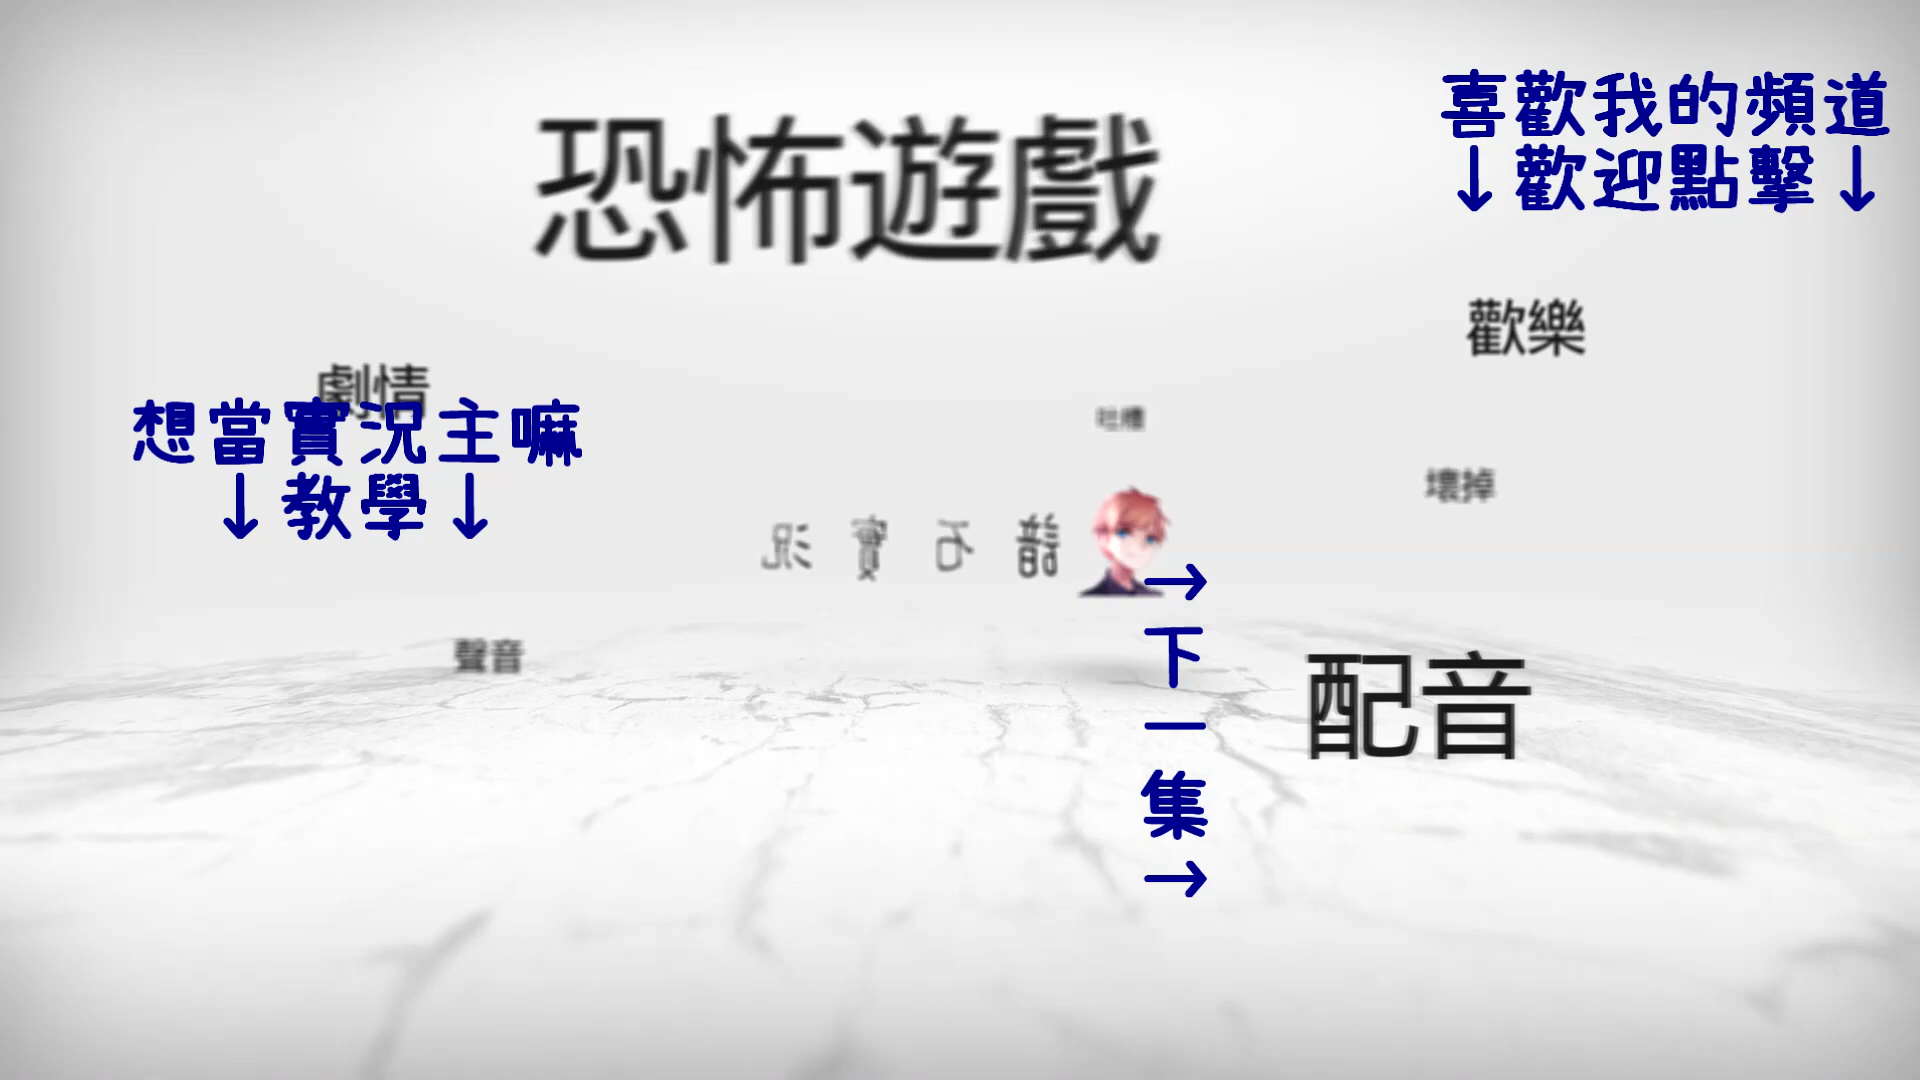 喜歡我的頻道
↓歡迎點擊↓
恐怖遊戲
歡樂
劇情
想當實況主嘛
↓教學↓
吐槽
壞掉
諳石實況
聲音
→下一集→
配音